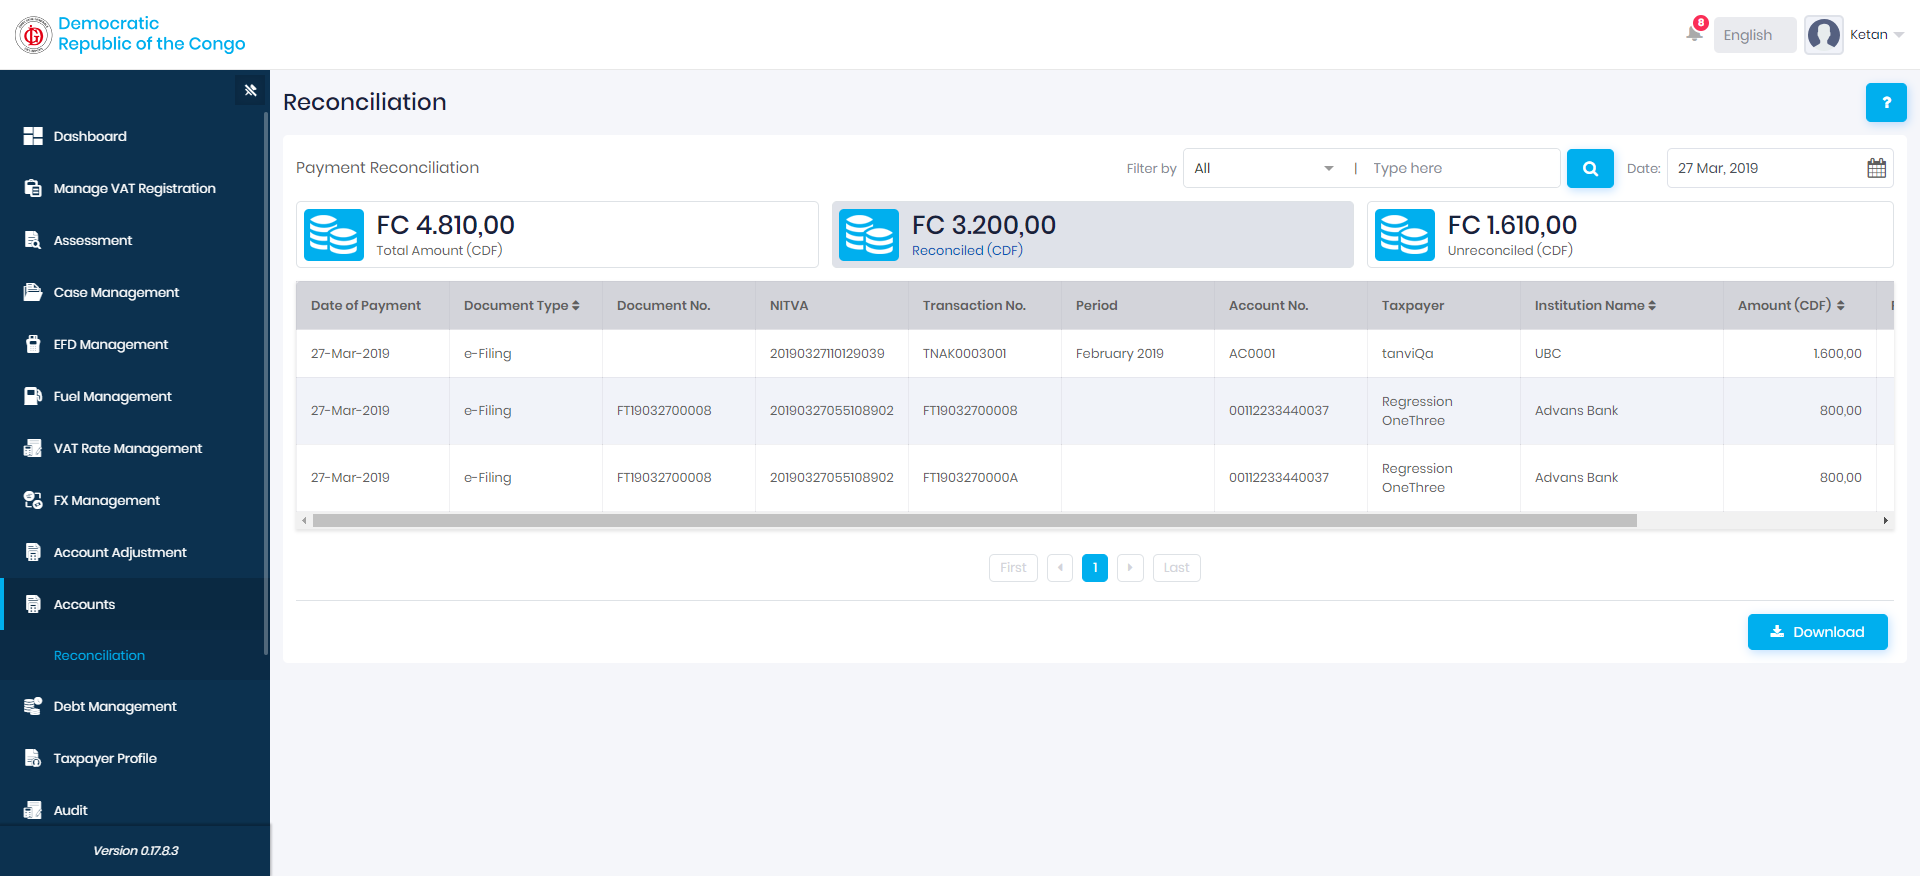 Democratic
Republic of the Congo
8
English
Ketan
Dashboard
Manage VAT Registration
Assessment
Case Management
EFD Management
Fuel Management
VAT Rate Management
FX Management
Account Adjustment
Accounts
Reconciliation
Debt Management
Taxpayer Profile
Audit
Version 0.17.8.3
Reconciliation
?
Payment Reconciliation
Filter by All | Type here
Date: 27 Mar, 2019
FC 4.810,00
Total Amount (CDF)
FC 3.200,00
Reconciled (CDF)
FC 1.610,00
Unreconciled (CDF)
Date of Payment Document Type Document No. NITVA Transaction No. Period Account No. Taxpayer Institution Name Amount (CDF)
27-Mar-2019 e-Filing 20190327110129039 TNAK0003001 February 2019 AC0001 tanviQa UBC 1.600,00
27-Mar-2019 e-Filing FT19032700008 20190327055108902 FT19032700008 00112233440037 Regression OneThree Advans Bank 800,00
27-Mar-2019 e-Filing FT19032700008 20190327055108902 FT1903270000A 00112233440037 Regression OneThree Advans Bank 800,00
First 1 Last
Download